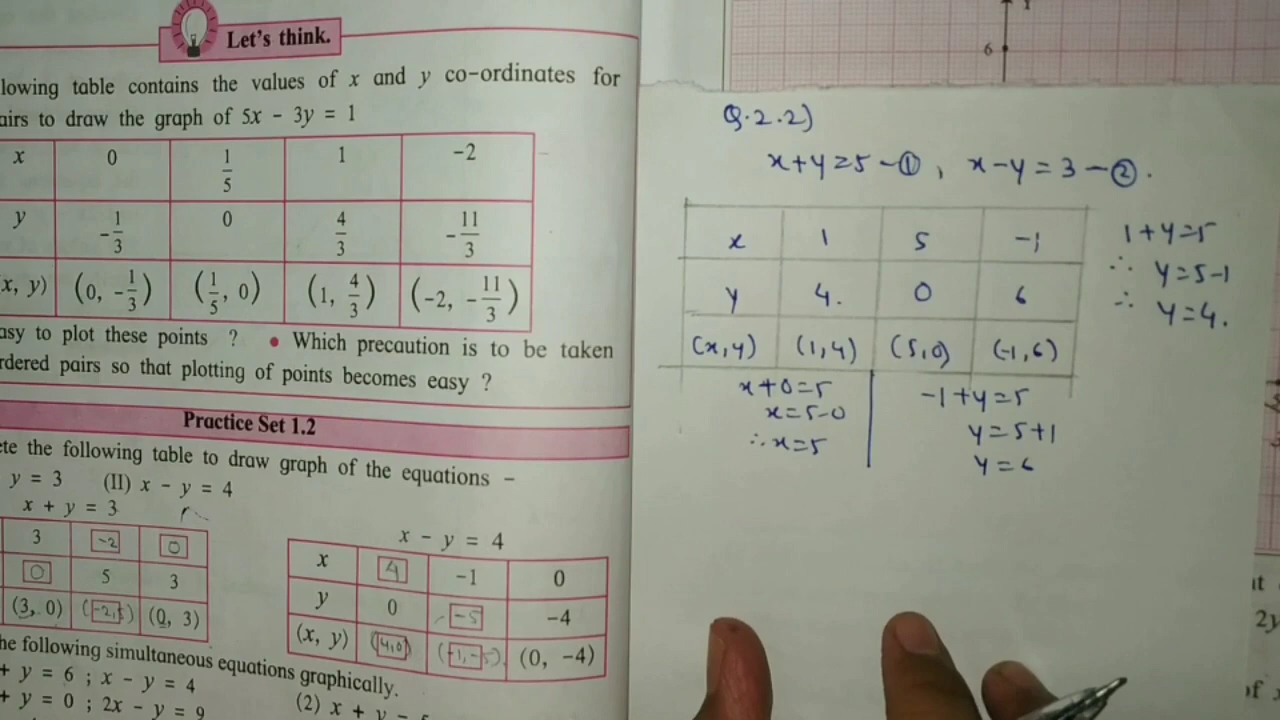 Let's think.
lowing table contains the values of x and y co-ordinates for
airs to draw the graph of 5x - 3y = 1
x 0 1/5 1 -2
y -1/3 0 4/3 -11/3
x, y) (0, -1/3) (1/5, 0) (1, 4/3) (-2, -11/3)
asy to plot these points ? • Which precaution is to be taken
rdered pairs so that plotting of points becomes easy ?
Practice Set 1.2
te the following table to draw graph of the equations -
y = 3 (II) x - y = 4
x + y = 3
3 -2 0
0 5 3
(3, 0) (-2,5) (0, 3)
x - y = 4
x 4 -1 0
y 0 -5 -4
(x, y) (4,0) (-1,-5) (0, -4)
he following simultaneous equations graphically.
+ y = 6 ; x - y = 4
+ y = 0 ; 2x - y = 9
(2) x + y
6
Q.2.2)
x+y=5-①, x-y=3-②.
x 1 5 -1
y 4. 0 6
(x,y) (1,4) (5,0) (-1,6)
1+y=5
∴ y=5-1
∴ y=4.
x+0=5
x=5-0
∴x=5
-1+y=5
y=5+1
y=6
2y
of